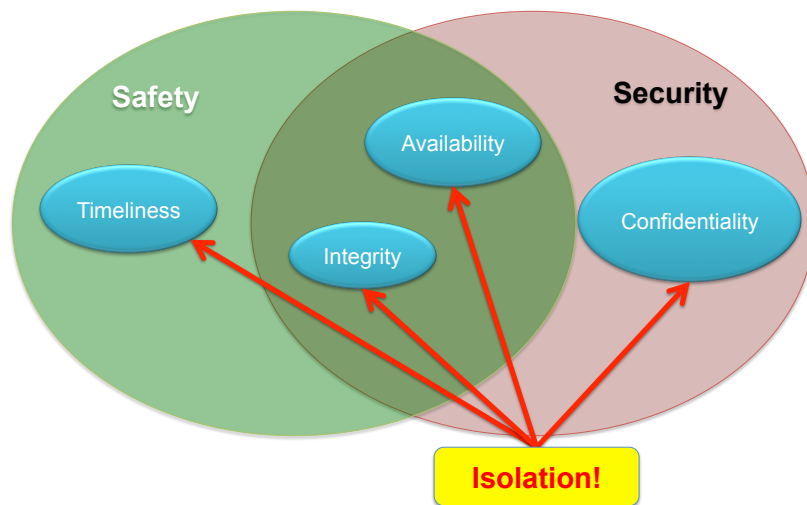 Safety
Security
Availability
Timeliness
Confidentiality
Integrity
Isolation!